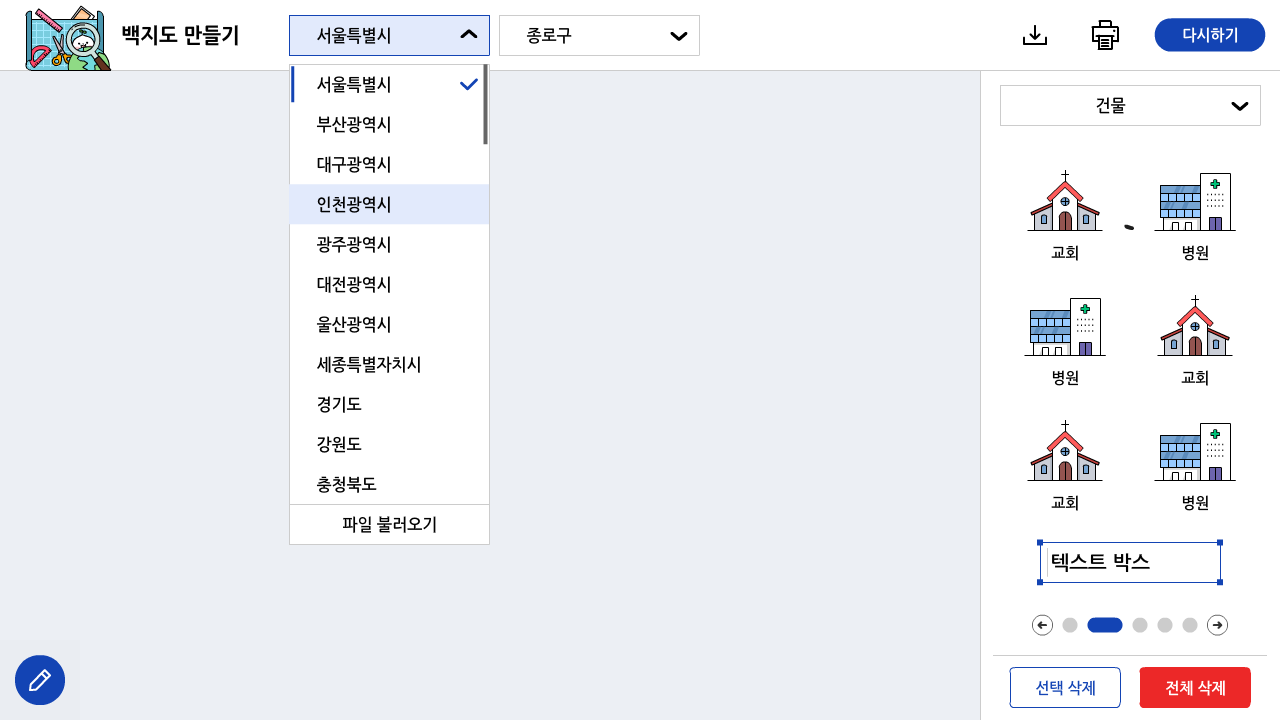 백지도 만들기
서울특별시
종로구
다시하기
서울특별시
부산광역시
대구광역시
인천광역시
광주광역시
대전광역시
울산광역시
세종특별자치시
경기도
강원도
충청북도
파일 불러오기
건물
교회
병원
병원
교회
교회
병원
텍스트 박스
선택 삭제
전체 삭제